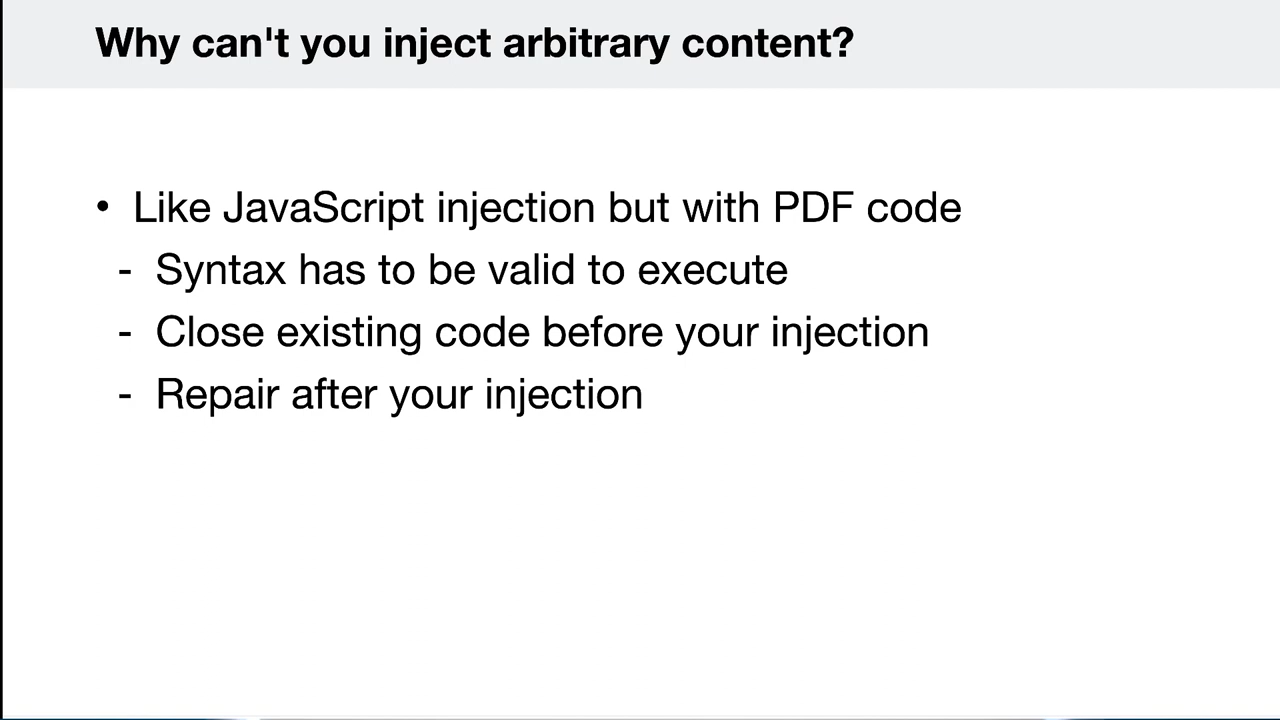 Why can't you inject arbitrary content?
• Like JavaScript injection but with PDF code
- Syntax has to be valid to execute
- Close existing code before your injection
- Repair after your injection